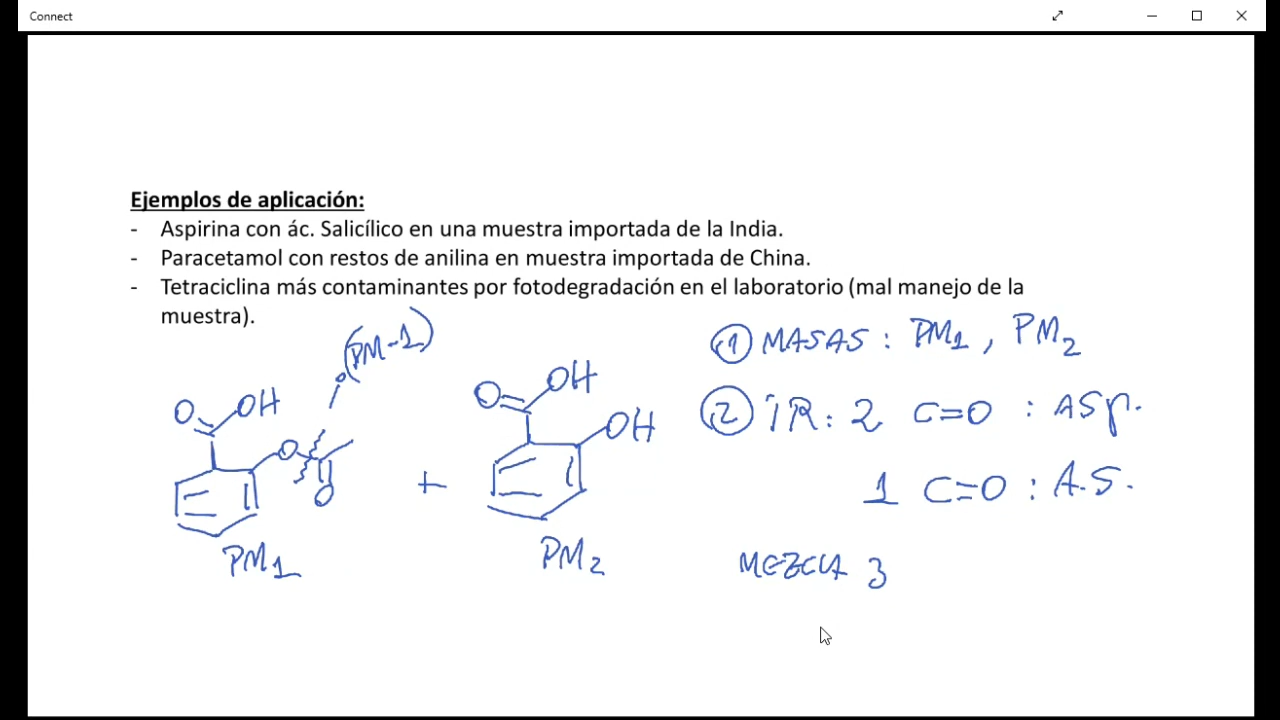 Connect
Ejemplos de aplicación:
- Aspirina con ác. Salicílico en una muestra importada de la India.
- Paracetamol con restos de anilina en muestra importada de China.
- Tetraciclina más contaminantes por fotodegradación en el laboratorio (mal manejo de la
muestra).
(PM-1)
① MASAS : PM1 , PM2
② IR: 2 C=O : ASp.
1 C=O : A.S.
MEZCLA 3
O OH
O
O
PM1
+
O OH
OH
PM2